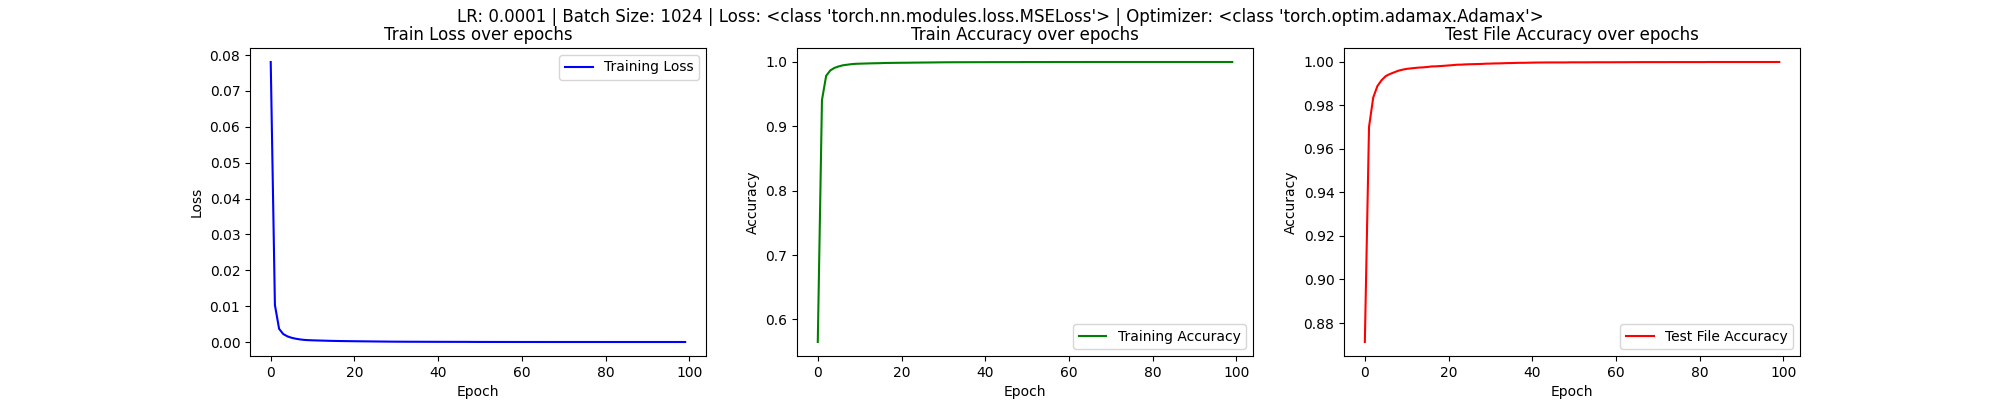 LR: 0.0001 | Batch Size: 1024 | Loss: <class 'torch.nn.modules.loss.MSELoss'> | Optimizer: <class 'torch.optim.adamax.Adamax'>
Train Loss over epochs
Training Loss
0.08
0.07
0.06
0.05
0.04
0.03
0.02
0.01
0.00
Loss
0 20 40 60 80 100
Epoch
Train Accuracy over epochs
1.0
0.9
0.8
0.7
0.6
Accuracy
Training Accuracy
0 20 40 60 80 100
Epoch
Test File Accuracy over epochs
1.00
0.98
0.96
0.94
0.92
0.90
0.88
Accuracy
Test File Accuracy
0 20 40 60 80 100
Epoch